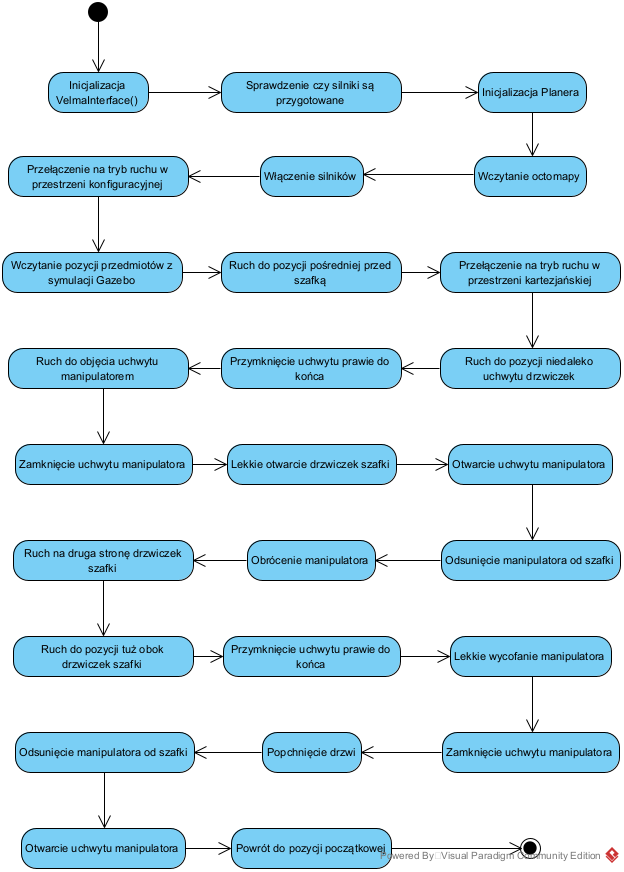 Inicjalizacja
VelmaInterface()
Sprawdzenie czy silniki są
przygotowane
Inicjalizacja Planera
Wczytanie octomapy
Włączenie silników
Przełączenie na tryb ruchu w
przestrzeni konfiguracyjnej
Wczytanie pozycji przedmiotów z
symulacji Gazebo
Ruch do pozycji pośredniej przed
szafką
Przełączenie na tryb ruchu w
przestrzeni kartezjańskiej
Ruch do pozycji niedaleko
uchwytu drzwiczek
Przymknięcie uchwytu prawie do
końca
Ruch do objęcia uchwytu
manipulatorem
Zamknięcie uchwytu manipulatora
Lekkie otwarcie drzwiczek szafki
Otwarcie uchwytu manipulatora
Odsunięcie manipulatora od szafki
Obrócenie manipulatora
Ruch na druga stronę drzwiczek
szafki
Ruch do pozycji tuż obok
drzwiczek szafki
Przymknięcie uchwytu prawie do
końca
Lekkie wycofanie manipulatora
Zamknięcie uchwytu manipulatora
Popchnięcie drzwi
Odsunięcie manipulatora od szafki
Otwarcie uchwytu manipulatora
Powrót do pozycji początkowej
Powered By Visual Paradigm Community Edition